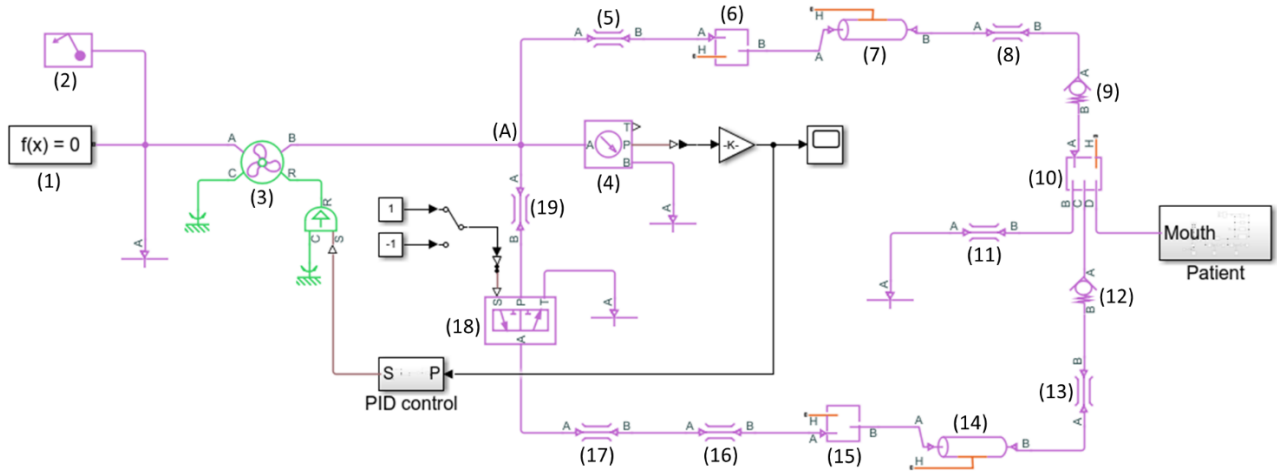 (5)
(6)
H
A
B
A
B
H
A
B
(7)
A
B
(8)
(2)
A
B
(9)
f(x) = 0
(1)
A
B
C
R
(3)
(A)
A
T
P
B
(4)
-K-
A
H
(10)
B
C
D
A
R
C
S
A
B
(19)
1
-1
A
A
B
(11)
A
Mouth
Patient
S
P
T
A
(18)
A
A
B
(12)
S
P
PID control
B
A
(13)
A
B
(17)
A
B
(16)
H
A
B
(15)
A
(14)
B
H